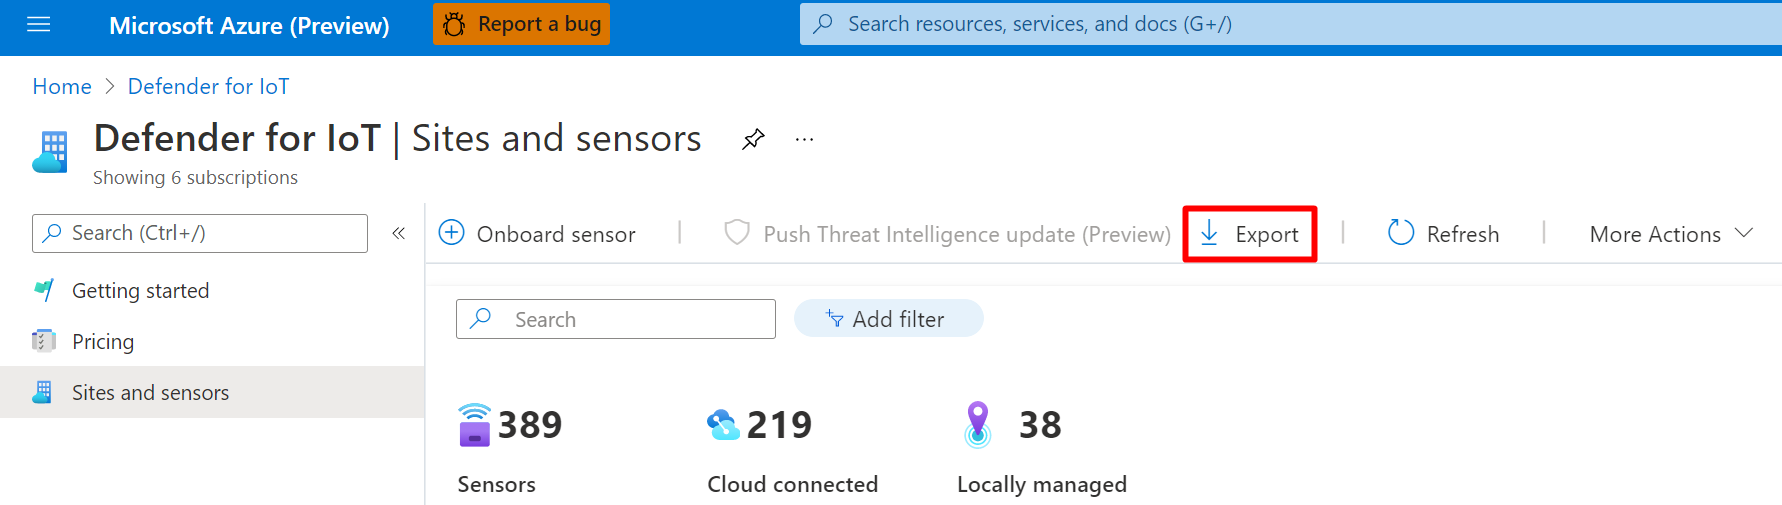 Microsoft Azure (Preview) Report a bug Search resources, services, and docs (G+/)
Home > Defender for IoT
Defender for IoT | Sites and sensors ...
Showing 6 subscriptions
Search (Ctrl+/) «
Onboard sensor | Push Threat Intelligence update (Preview) Export | Refresh | More Actions
Getting started
Search Add filter
Pricing
Sites and sensors
389 219 38
Sensors Cloud connected Locally managed